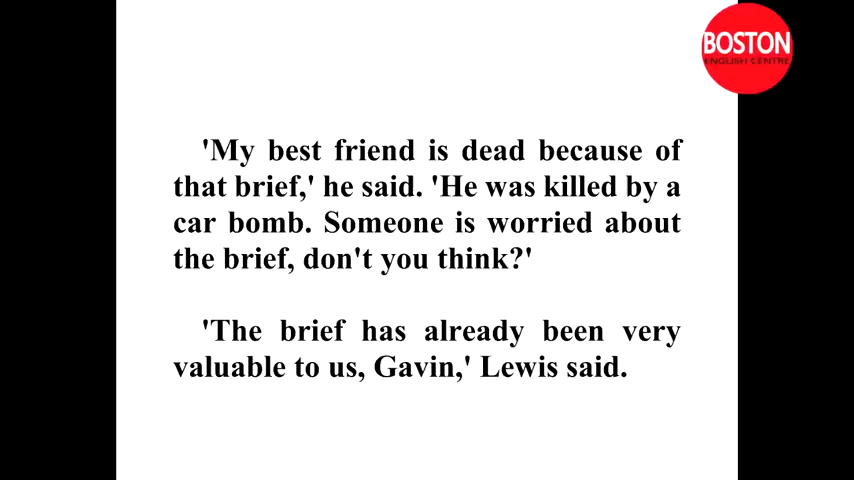 BOSTON
ENGLISH CENTRE
'My best friend is dead because of
that brief,' he said. 'He was killed by a
car bomb. Someone is worried about
the brief, don't you think?'
'The brief has already been very
valuable to us, Gavin,' Lewis said.